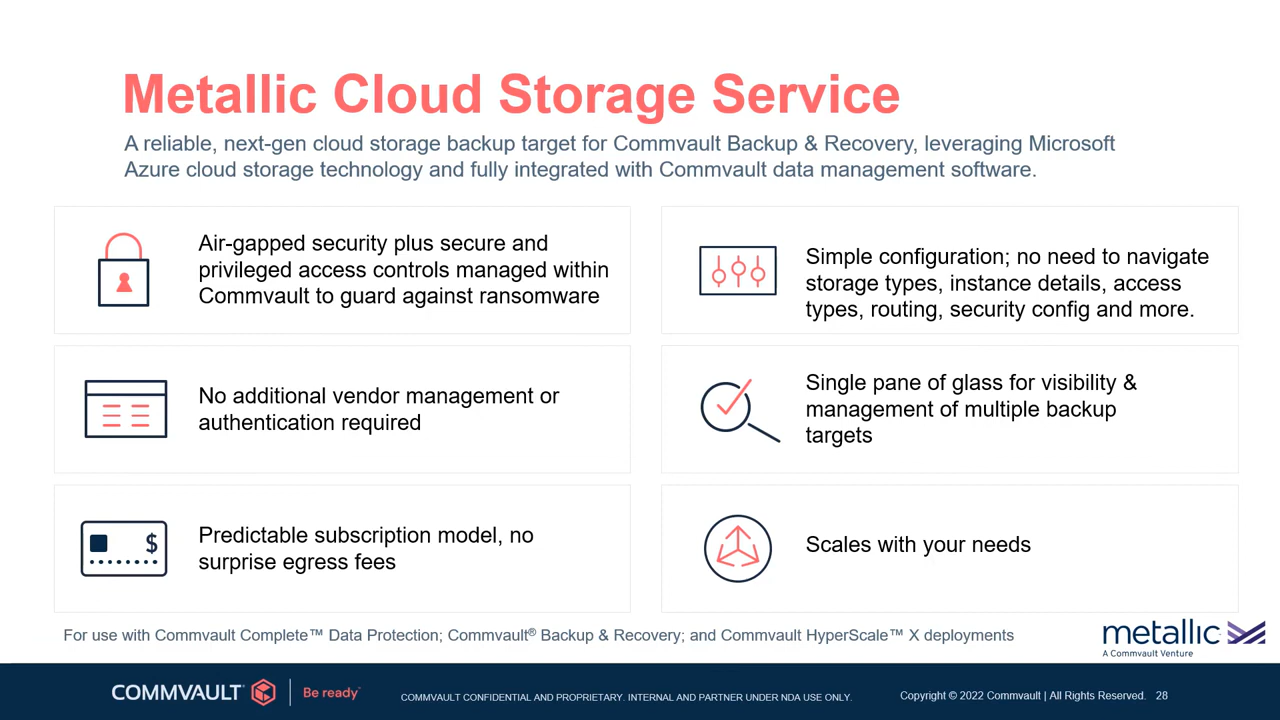 Metallic Cloud Storage Service
A reliable, next-gen cloud storage backup target for Commvault Backup & Recovery, leveraging Microsoft
Azure cloud storage technology and fully integrated with Commvault data management software.
Air-gapped security plus secure and
privileged access controls managed within
Commvault to guard against ransomware
Simple configuration; no need to navigate
storage types, instance details, access
types, routing, security config and more.
No additional vendor management or
authentication required
Single pane of glass for visibility &
management of multiple backup
targets
$
Predictable subscription model, no
surprise egress fees
Scales with your needs
For use with Commvault Complete™ Data Protection; Commvault® Backup & Recovery; and Commvault HyperScale™ X deployments
metallic
A Commvault Venture
COMMVAULT
Be ready™
COMMVAULT CONFIDENTIAL AND PROPRIETARY. INTERNAL AND PARTNER UNDER NDA USE ONLY.
Copyright © 2022 Commvault | All Rights Reserved. 28